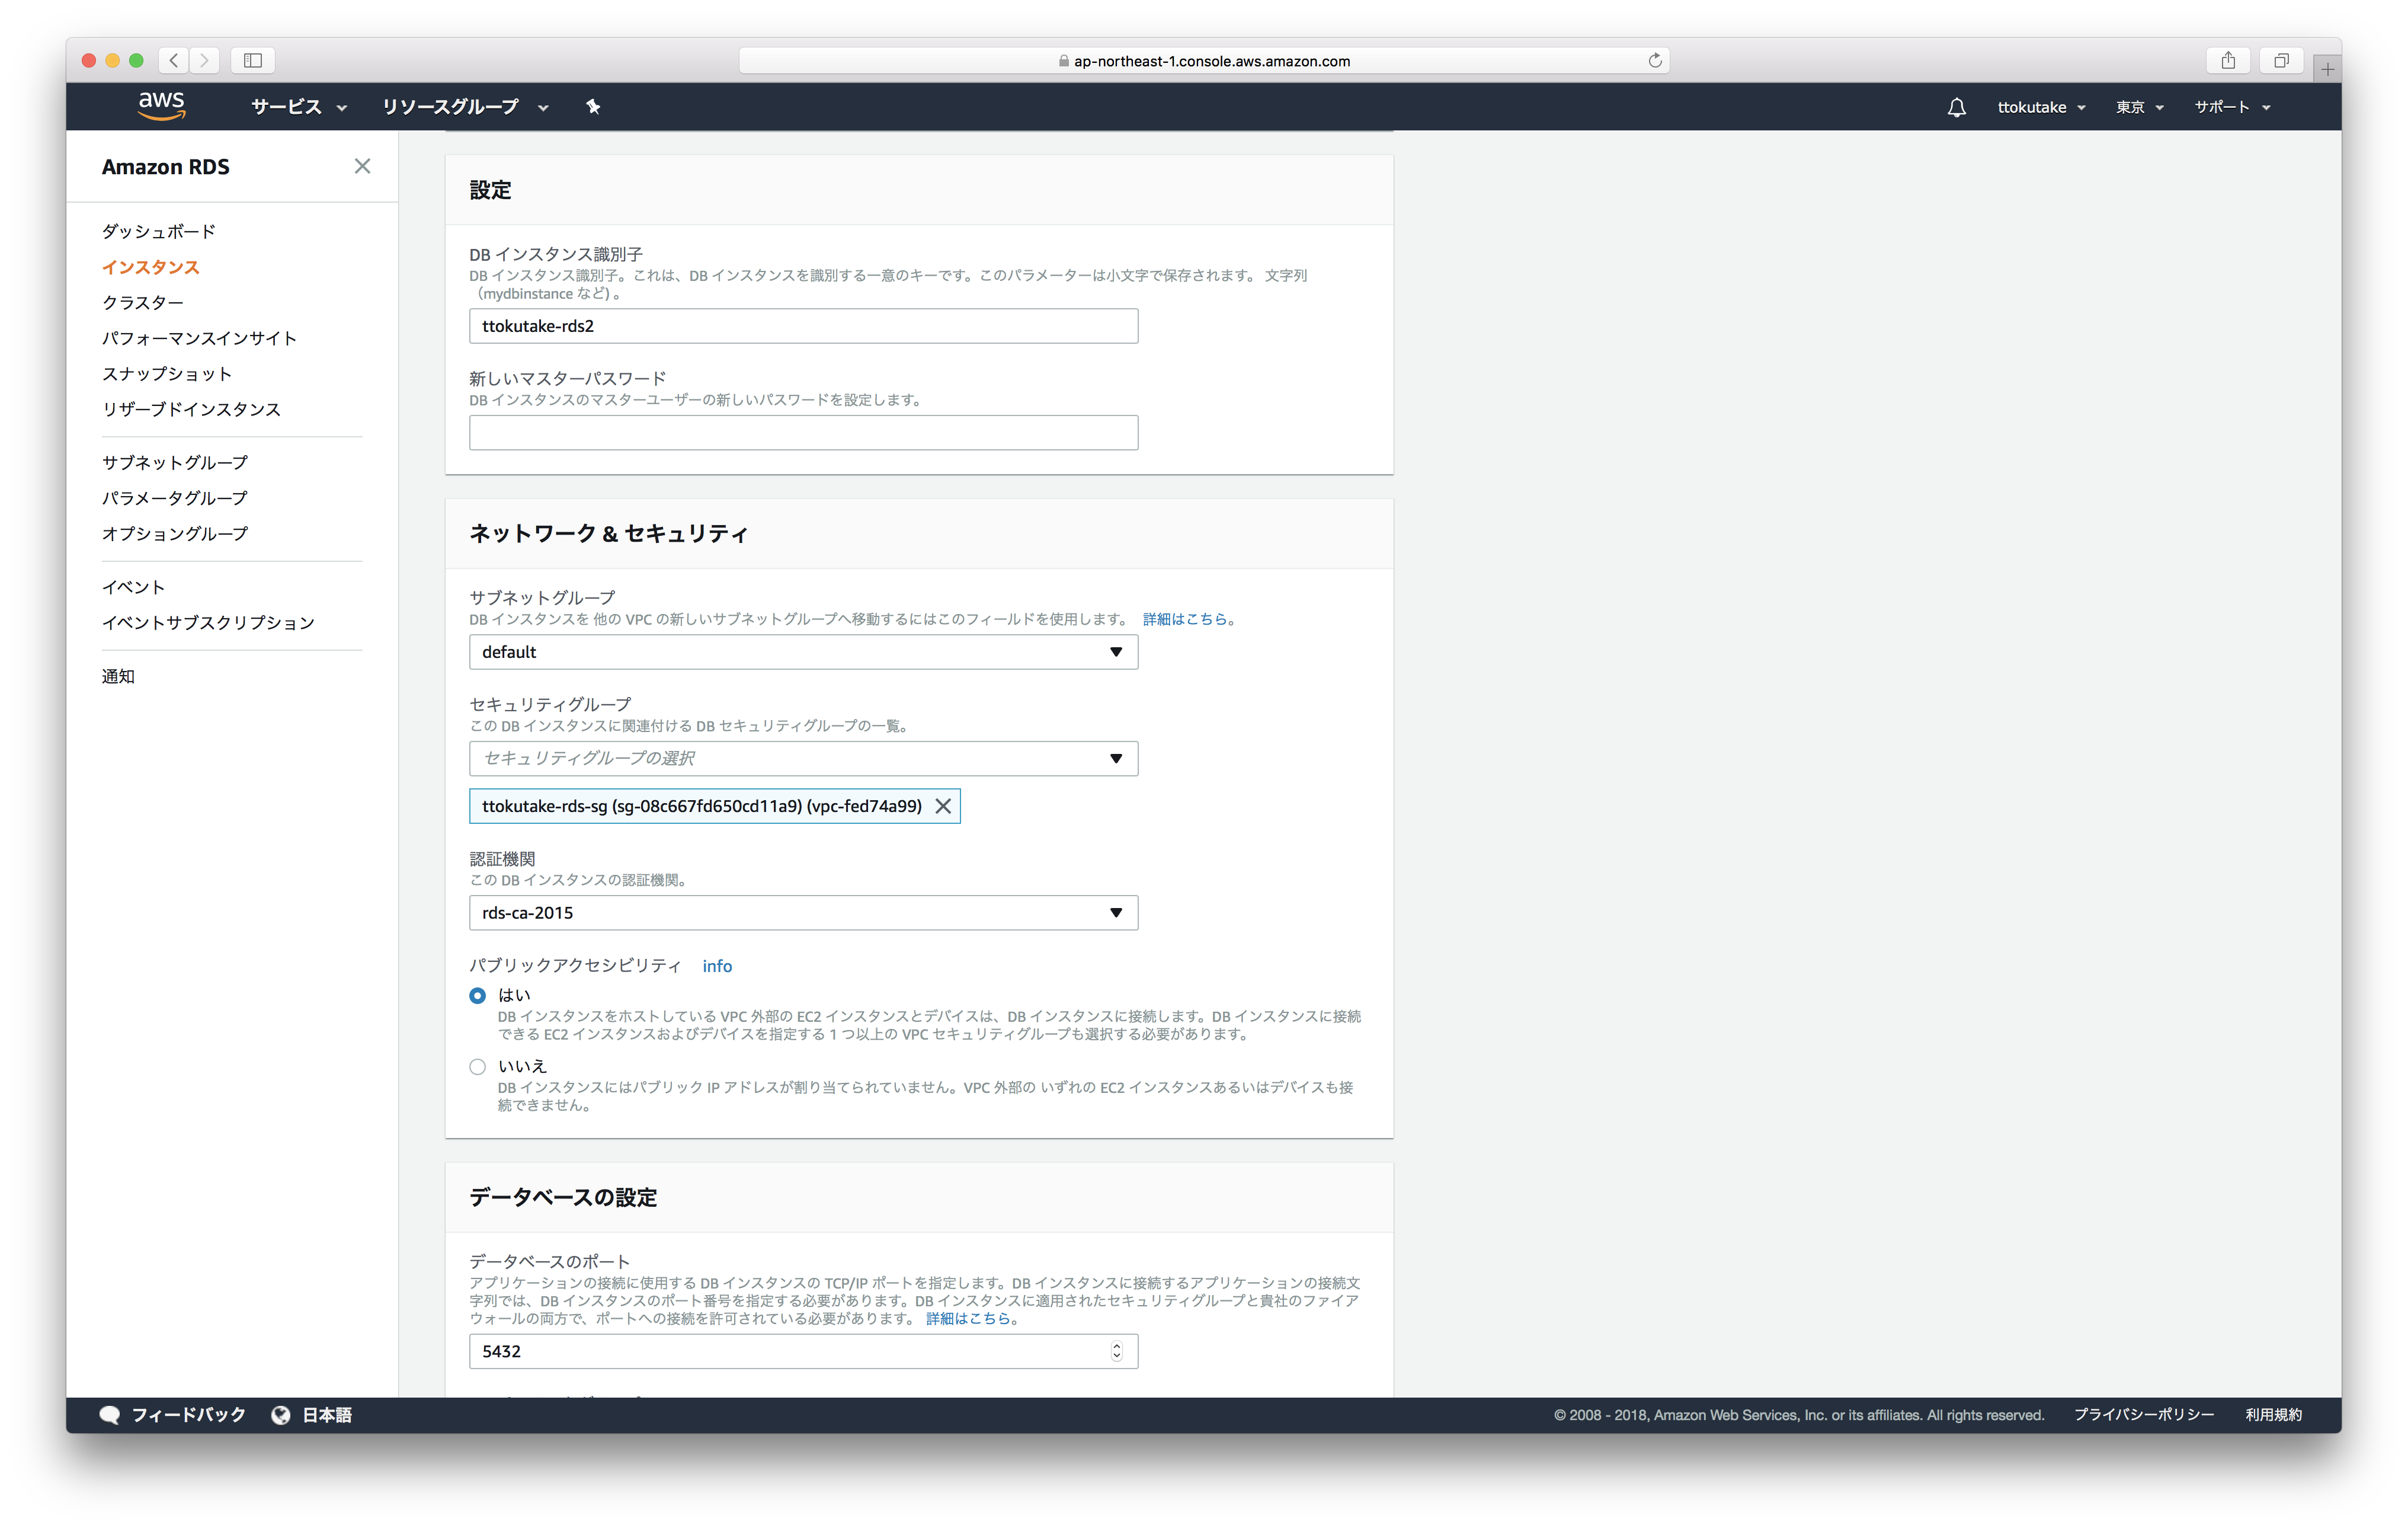 ap-northeast-1.console.aws.amazon.com
aws
サービス
リソースグループ
ttokutake
東京
サポート
Amazon RDS
ダッシュボード
インスタンス
クラスター
パフォーマンスインサイト
スナップショット
リザーブドインスタンス
サブネットグループ
パラメータグループ
オプショングループ
イベント
イベントサブスクリプション
通知
設定
DB インスタンス識別子
DB インスタンス識別子。これは、DB インスタンスを識別する一意のキーです。このパラメーターは小文字で保存されます。 文字列
（mydbinstance など) 。
ttokutake-rds2
新しいマスターパスワード
DB インスタンスのマスターユーザーの新しいパスワードを設定します。
ネットワーク & セキュリティ
サブネットグループ
DB インスタンスを 他の VPC の新しいサブネットグループへ移動するにはこのフィールドを使用します。 詳細はこちら。
default
セキュリティグループ
この DB インスタンスに関連付ける DB セキュリティグループの一覧。
セキュリティグループの選択
ttokutake-rds-sg (sg-08c667fd650cd11a9) (vpc-fed74a99)
認証機関
この DB インスタンスの認証機関。
rds-ca-2015
パブリックアクセシビリティ info
はい
DB インスタンスをホストしている VPC 外部の EC2 インスタンスとデバイスは、DB インスタンスに接続します。DB インスタンスに接続
できる EC2 インスタンスおよびデバイスを指定する 1 つ以上の VPC セキュリティグループも選択する必要があります。
いいえ
DB インスタンスにはパブリック IP アドレスが割り当てられていません。VPC 外部の いずれの EC2 インスタンスあるいはデバイスも接
続できません。
データベースの設定
データベースのポート
アプリケーションの接続に使用する DB インスタンスの TCP/IP ポートを指定します。DB インスタンスに接続するアプリケーションの接続文
字列では、DB インスタンスのポート番号を指定する必要があります。DB インスタンスに適用されたセキュリティグループと貴社のファイア
ウォールの両方で、ポートへの接続を許可されている必要があります。 詳細はこちら。
5432
フィードバック
日本語
© 2008 - 2018, Amazon Web Services, Inc. or its affiliates. All rights reserved.
プライバシーポリシー
利用規約